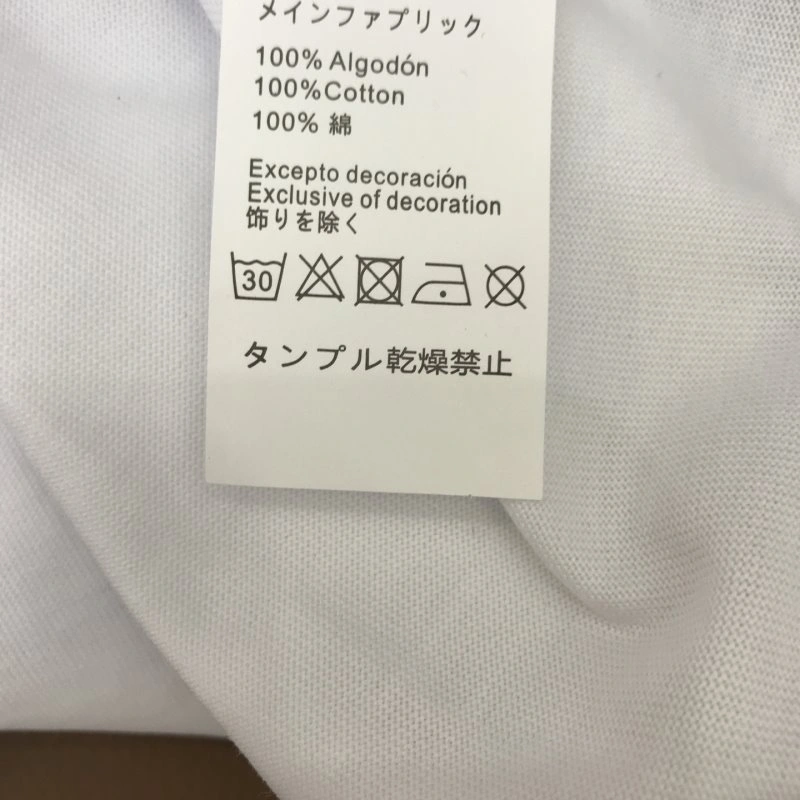 メインファブリック
100% Algodón
100%Cotton
100% 綿
Excepto decoración
Exclusive of decoration
飾りを除く
30
タンプル乾燥禁止